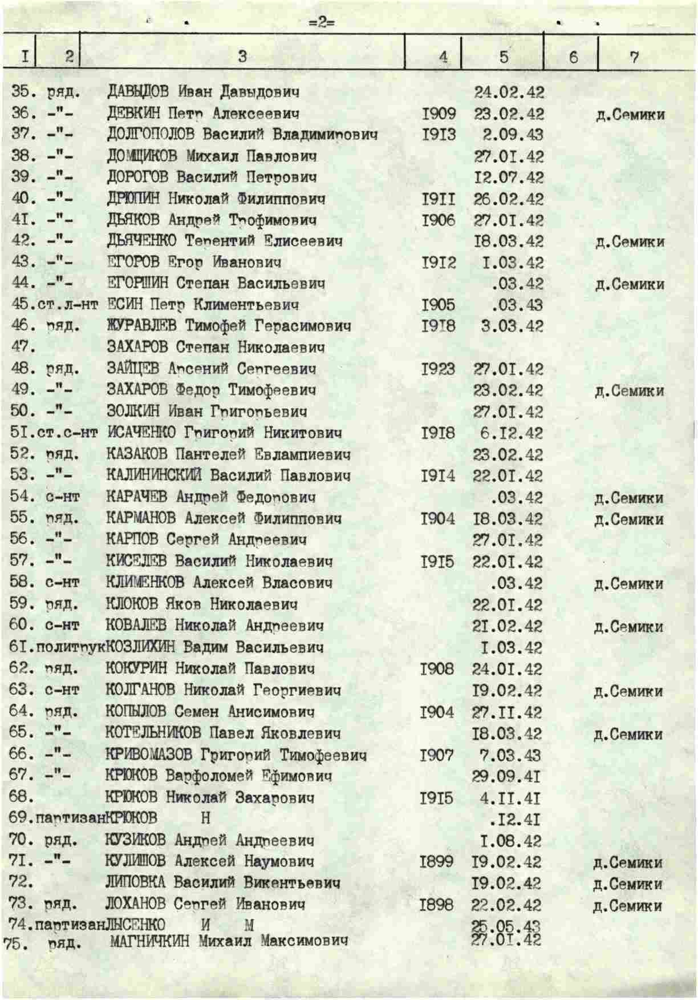 =2=
I 2 3 4 5 6 7
35. ряд. ДАВЫДОВ Иван Давыдович 24.02.42
36. -"- ДЕВКИН Петр Алексеевич I909 23.02.42 д.Семики
37. -"- ДОЛГОПОЛОВ Василий Владимирович I9I3 2.09.43
38. -"- ДОМЩИКОВ Михаил Павлович 27.0I.42
39. -"- ДОРОГОВ Василий Петрович I2.07.42
40. -"- ДРЮПИН Николай Филиппович I9II 26.02.42
4I. -"- ДЬЯКОВ Андрей Трофимович I906 27.0I.42
42. -"- ДЬЯЧЕНКО Терентий Елисеевич I8.03.42 д.Семики
43. -"- ЕГОРОВ Егор Иванович I9I2 I.03.42
44. -"- ЕГОРШИН Степан Васильевич .03.42 д.Семики
45.ст.л-нт ЕСИН Петр Климентьевич I905 .03.43
46. ряд. ЖУРАВЛЕВ Тимофей Герасимович I9I8 3.03.42
47. ЗАХАРОВ Степан Николаевич
48. ряд. ЗАЙЦЕВ Арсений Сергеевич I923 27.0I.42
49. -"- ЗАХАРОВ Федор Тимофеевич 23.02.42 д.Семики
50. -"- ЗОЛКИН Иван Григорьевич 27.0I.42
5I.ст.с-нт ИСАЧЕНКО Григорий Никитович I9I8 6.I2.42
52. ряд. КАЗАКОВ Пантелей Евлампиевич 23.02.42
53. -"- КАЛИНИНСКИЙ Василий Павлович I9I4 22.0I.42
54. с-нт КАРАЧЕВ Андрей Федорович .03.42 д.Семики
55. ряд. КАРМАНОВ Алексей Филиппович I904 I8.03.42 д.Семики
56. -"- КАРПОВ Сергей Андреевич 27.0I.42
57. -"- КИСЕЛЕВ Василий Николаевич I9I5 22.0I.42
58. с-нт КЛИМЕНКОВ Алексей Власович .03.42 д.Семики
59. ряд. КЛОКОВ Яков Николаевич 22.0I.42
60. с-нт КОВАЛЕВ Николай Андреевич 2I.02.42 д.Семики
6I.политрук КОЗЛИХИН Вадим Васильевич I.03.42
62. ряд. КОКУРИН Николай Павлович I908 24.0I.42
63. с-нт КОЛГАНОВ Николай Георгиевич I9.02.42 д.Семики
64. ряд. КОПЫЛОВ Семен Анисимович I904 27.II.42
65. -"- КОТЕЛЬНИКОВ Павел Яковлевич I8.03.42 д.Семики
66. -"- КРИВОМАЗОВ Григорий Тимофеевич I907 7.03.43
67. -"- КРЮКОВ Варфоломей Ефимович 29.09.4I
68. КРЮКОВ Николай Захарович I9I5 4.II.4I
69.партизан КРЮКОВ Н .I2.4I
70. ряд. КУЗИКОВ Андрей Андреевич I.08.42
7I. -"- КУЛИШОВ Алексей Наумович I899 I9.02.42 д.Семики
72. ЛИПОВКА Василий Викентьевич I9.02.42 д.Семики
73. ряд. ЛОХАНОВ Сергей Иванович I898 22.02.42 д.Семики
74.партизан ЛЫСЕНКО И М 25.05.43
75. ряд. МАГНИЧКИН Михаил Максимович 27.0I.42